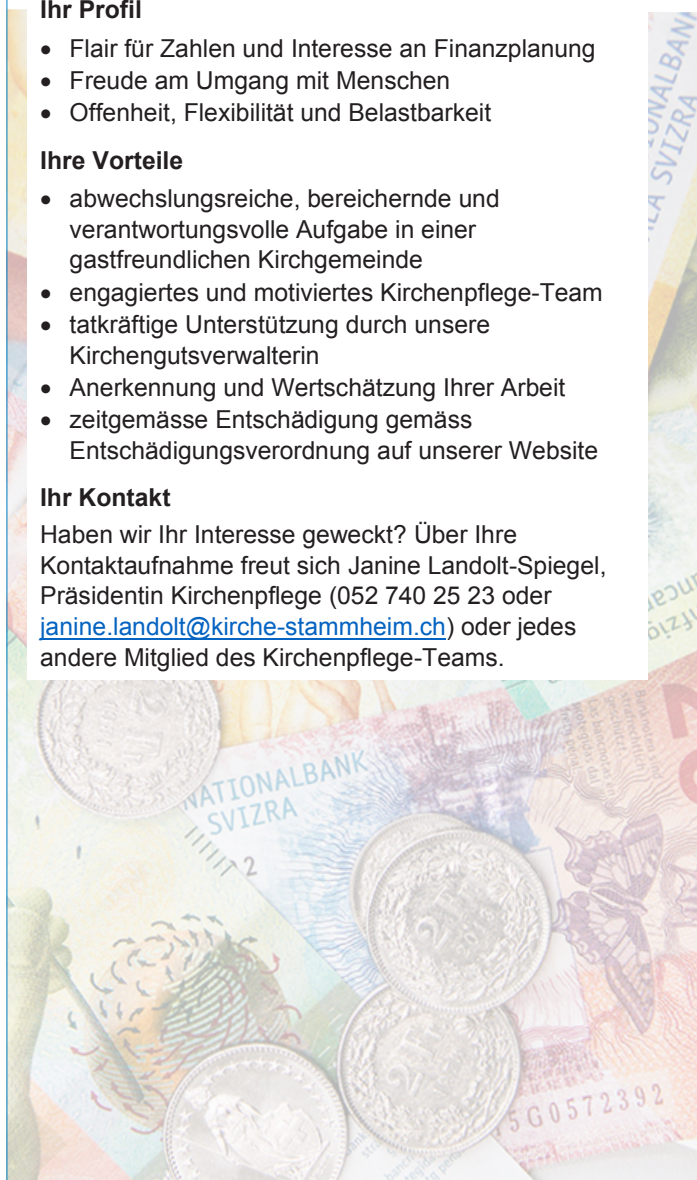 Ihr Profil
• Flair für Zahlen und Interesse an Finanzplanung
• Freude am Umgang mit Menschen
• Offenheit, Flexibilität und Belastbarkeit
Ihre Vorteile
• abwechslungsreiche, bereichernde und
verantwortungsvolle Aufgabe in einer
gastfreundlichen Kirchgemeinde
• engagiertes und motiviertes Kirchenpflege-Team
• tatkräftige Unterstützung durch unsere
Kirchengutsverwalterin
• Anerkennung und Wertschätzung Ihrer Arbeit
• zeitgemässe Entschädigung gemäss
Entschädigungsverordnung auf unserer Website
Ihr Kontakt
Haben wir Ihr Interesse geweckt? Über Ihre
Kontaktaufnahme freut sich Janine Landolt-Spiegel,
Präsidentin Kirchenpflege (052 740 25 23 oder
janine.landolt@kirche-stammheim.ch) oder jedes
andere Mitglied des Kirchenpflege-Teams.
NATIONALBANK
SVIZRA
2
2 Fr
5G0572392